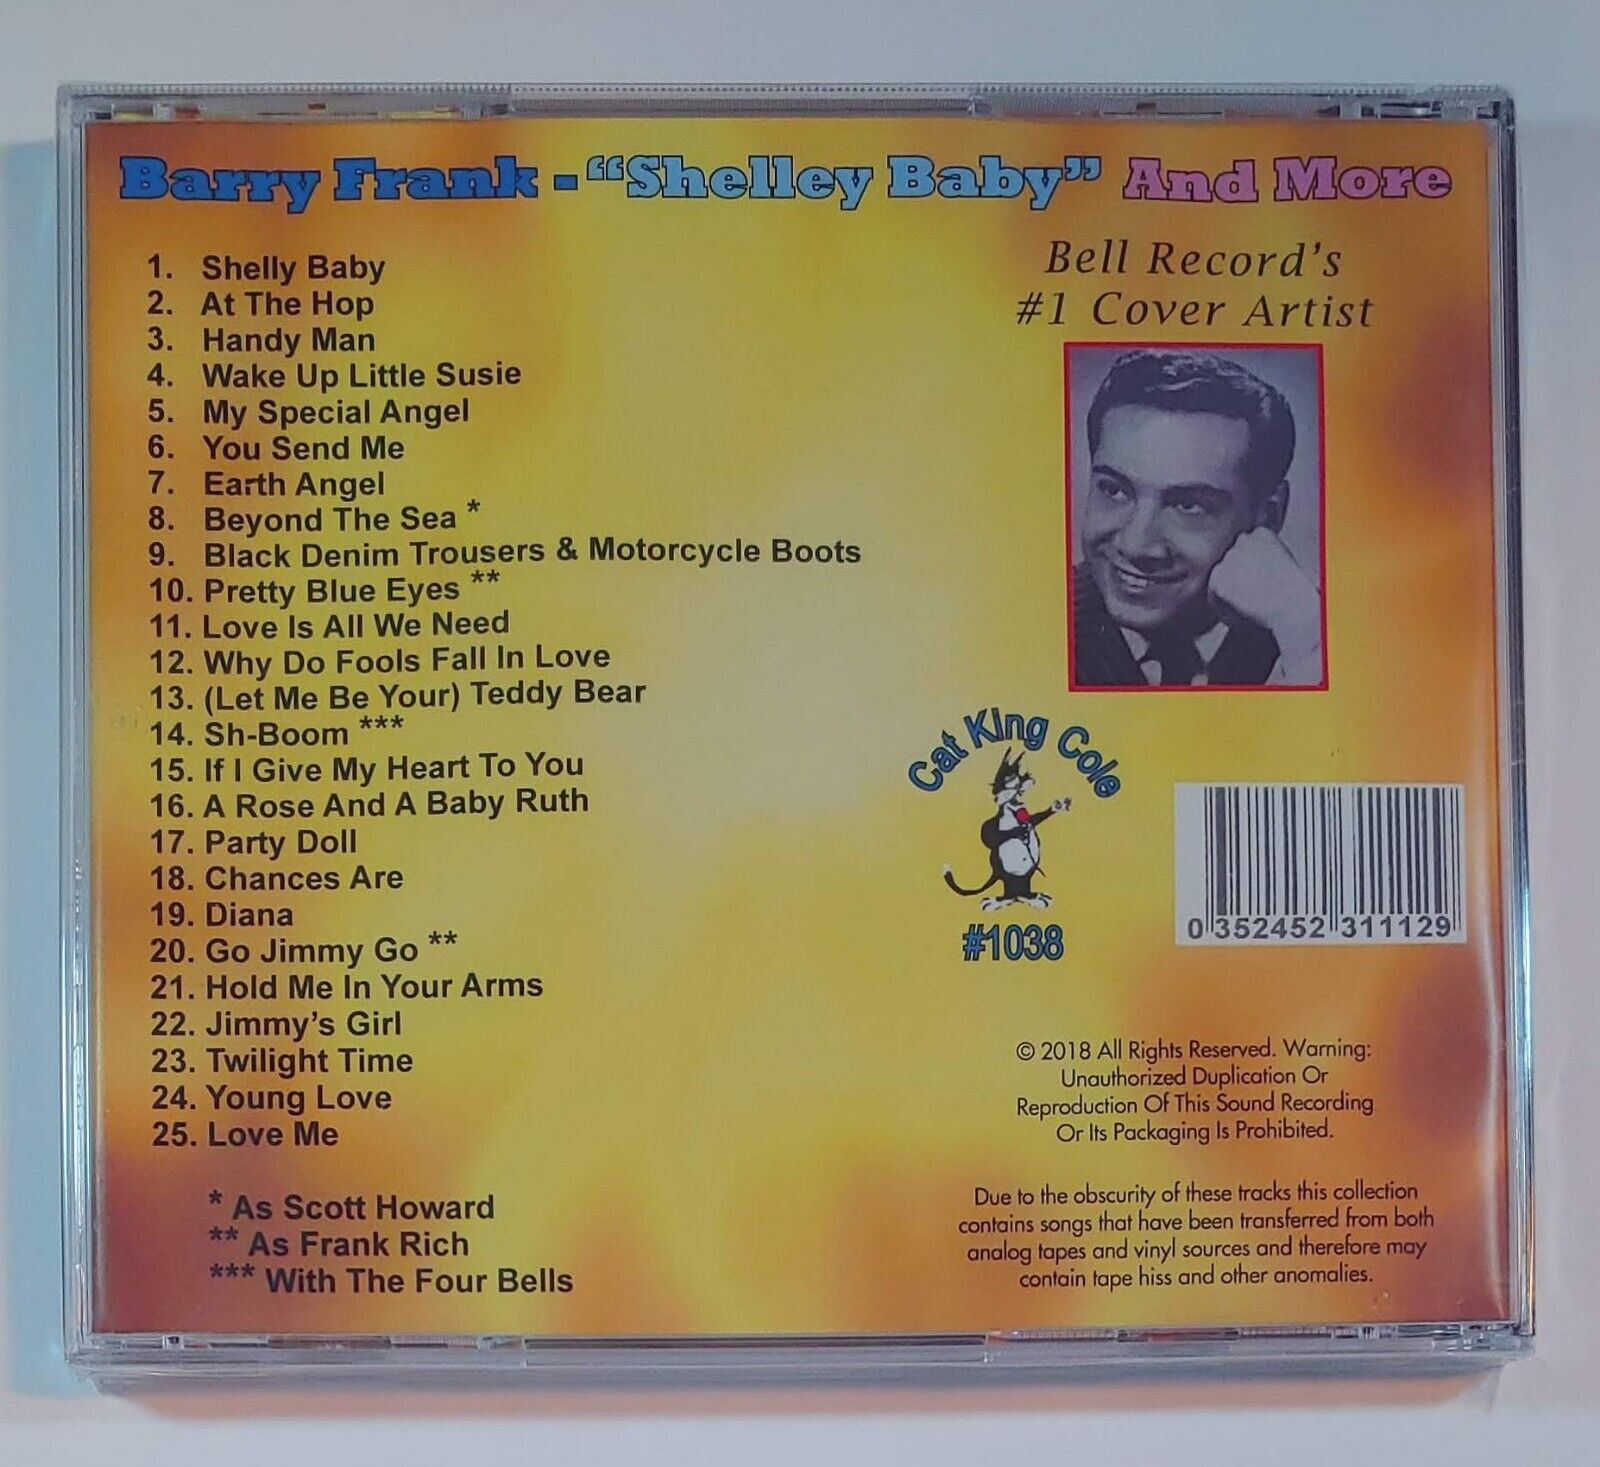 Barry Frank - “Shelley Baby” And More
1. Shelly Baby
2. At The Hop
3. Handy Man
4. Wake Up Little Susie
5. My Special Angel
6. You Send Me
7. Earth Angel
8. Beyond The Sea *
9. Black Denim Trousers & Motorcycle Boots
10. Pretty Blue Eyes **
11. Love Is All We Need
12. Why Do Fools Fall In Love
13. (Let Me Be Your) Teddy Bear
14. Sh-Boom ***
15. If I Give My Heart To You
16. A Rose And A Baby Ruth
17. Party Doll
18. Chances Are
19. Diana
20. Go Jimmy Go **
21. Hold Me In Your Arms
22. Jimmy’s Girl
23. Twilight Time
24. Young Love
25. Love Me
* As Scott Howard
** As Frank Rich
*** With The Four Bells
Bell Record’s
#1 Cover Artist
Cat King Cole
#1038
0 352452 311129
© 2018 All Rights Reserved. Warning:
Unauthorized Duplication Or
Reproduction Of This Sound Recording
Or Its Packaging Is Prohibited.
Due to the obscurity of these tracks this collection
contains songs that have been transferred from both
analog tapes and vinyl sources and therefore may
contain tape hiss and other anomalies.